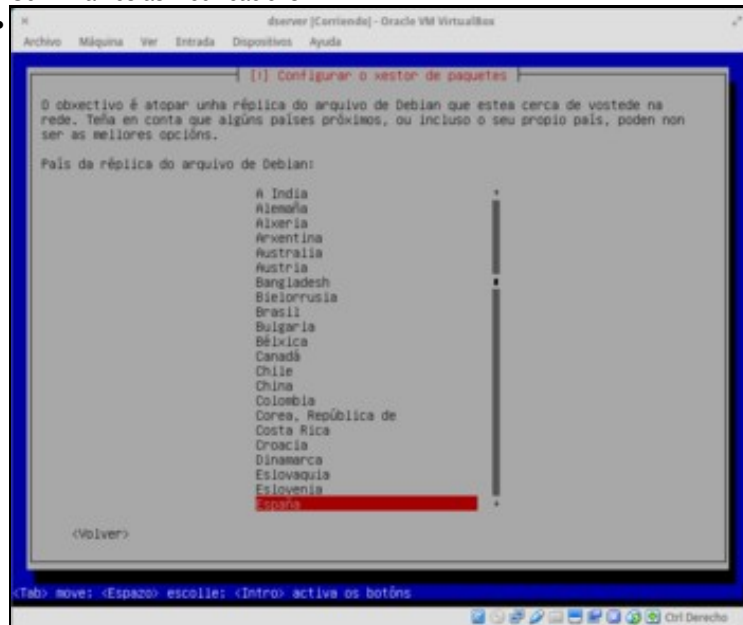 dserver [Corriendo] - Oracle VM VirtualBox
Archivo Máquina Ver Entrada Dispositivos Ayuda
[!] Configurar o xestor de paquetes
O obxectivo é atopar unha réplica do arquivo de Debian que estea cerca de vostede na
rede. Teña en conta que algúns países próximos, ou incluso o seu propio país, poden non
ser as mellores opcións.
País da réplica do arquivo de Debian:
A India
Alemaña
Alxeria
Arxentina
Australia
Austria
Bangladesh
Bielorrusia
Brasil
Bulgaria
Bélxica
Canadá
Chile
China
Colombia
Corea, República de
Costa Rica
Croacia
Dinamarca
Eslovaquia
Eslovenia
España
<Volver>
<Tab> move; <Espazo> escolle; <Intro> activa os botóns
Ctrl Derecho